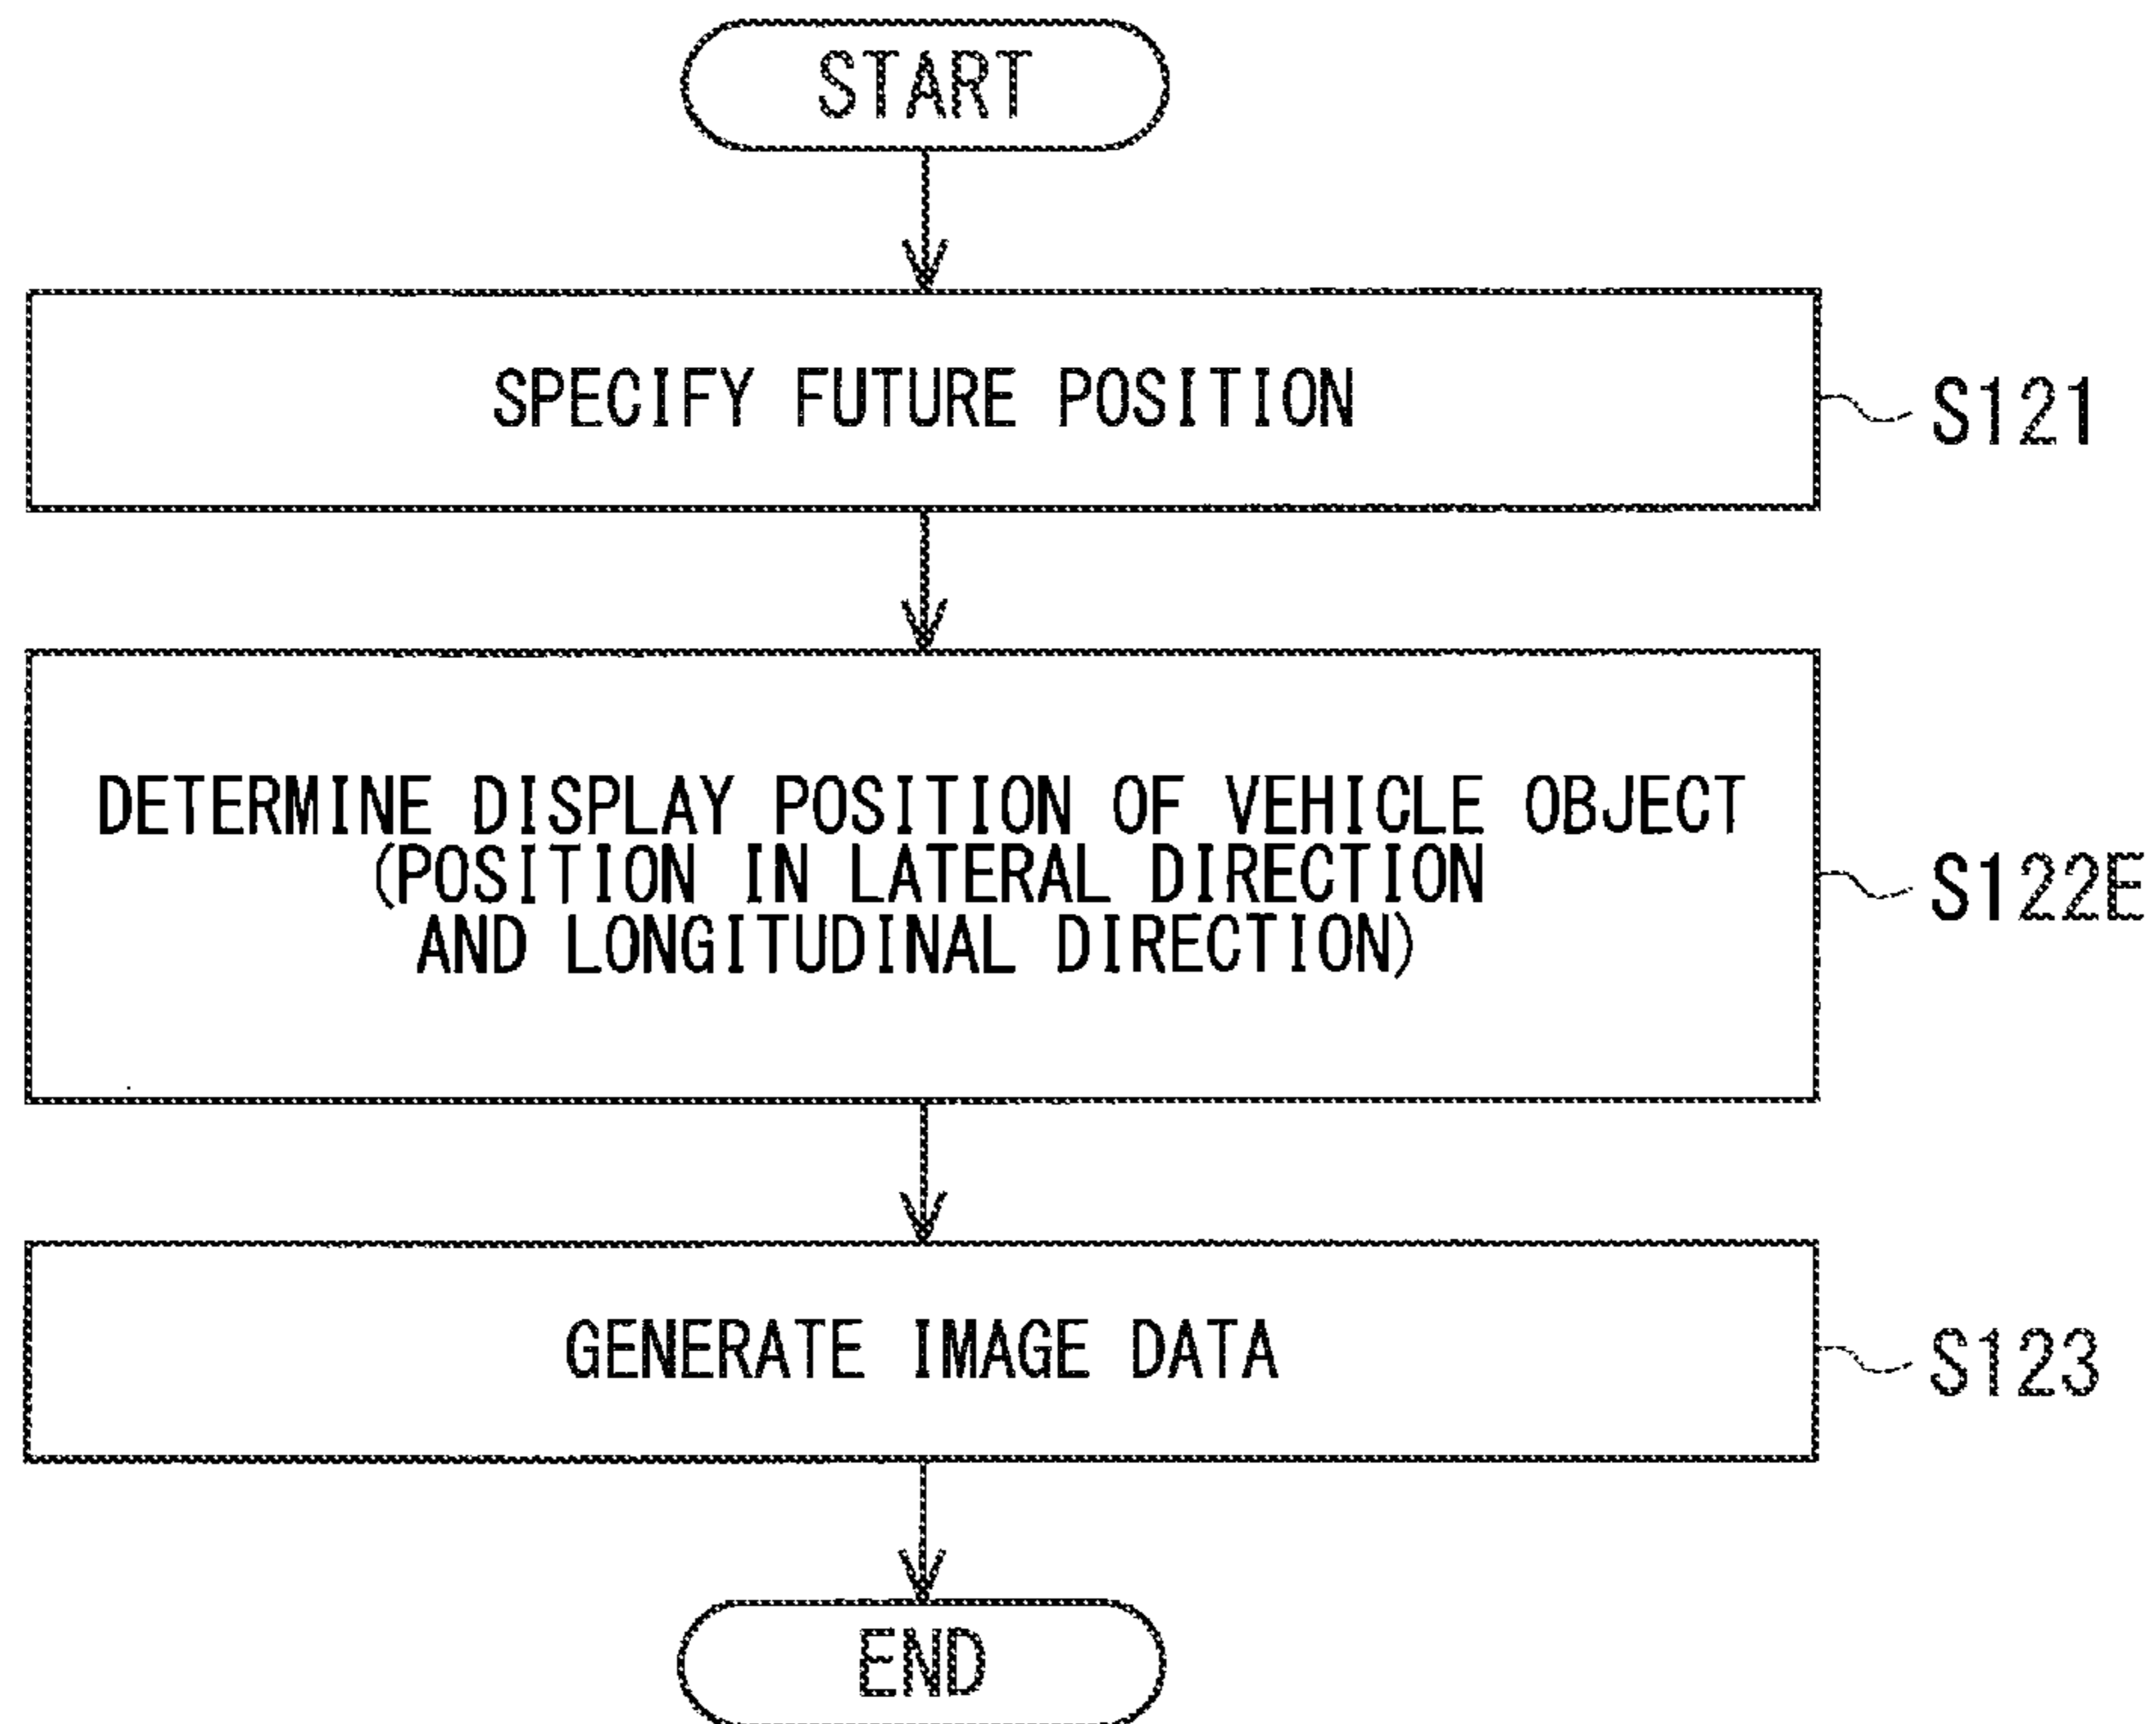 START
SPECIFY FUTURE POSITION
S121
DETERMINE DISPLAY POSITION OF VEHICLE OBJECT
(POSITION IN LATERAL DIRECTION
AND LONGITUDINAL DIRECTION)
S122E
GENERATE IMAGE DATA
S123
END